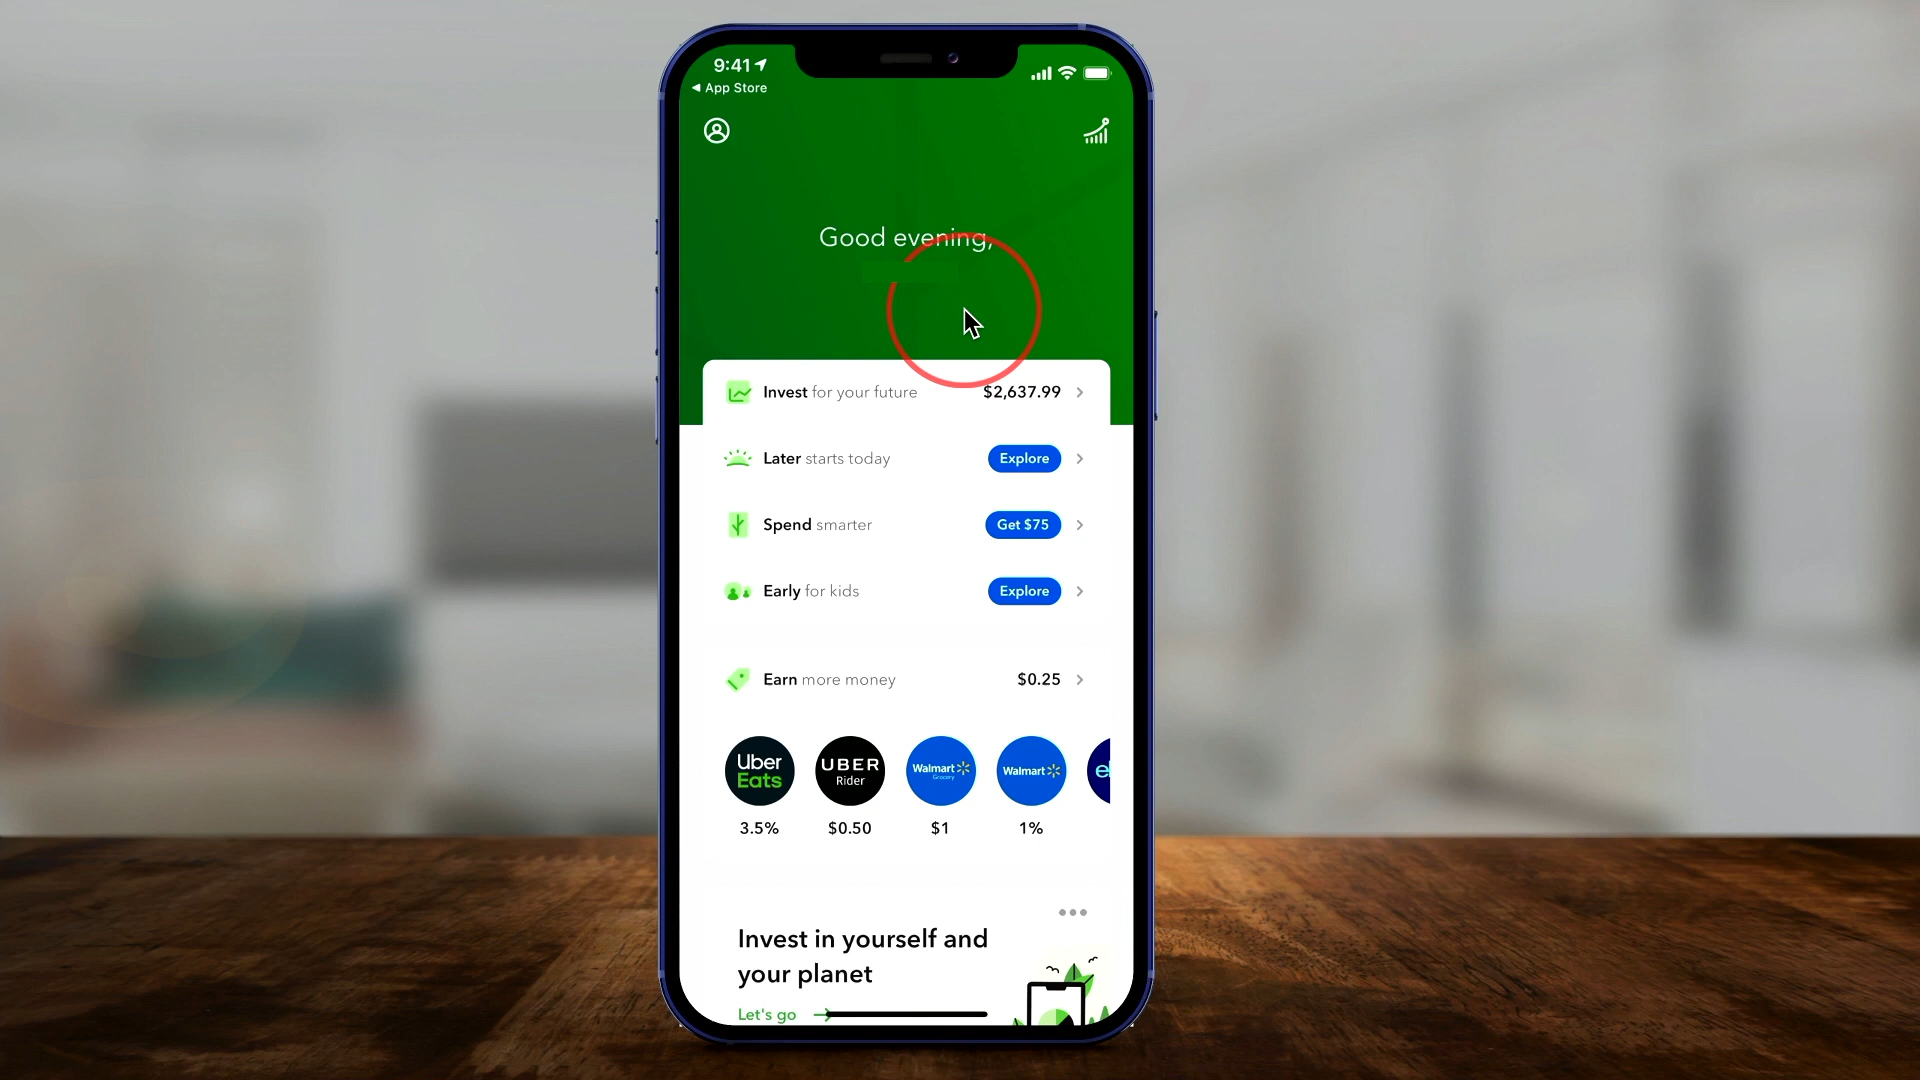 9:41
App Store
Good evening,
Invest for your future $2,637.99
Later starts today Explore
Spend smarter Get $75
Early for kids Explore
Earn more money $0.25
Uber Eats
UBER Rider
Walmart Grocery
Walmart
3.5% $0.50 $1 1%
Invest in yourself and
your planet
Let's go